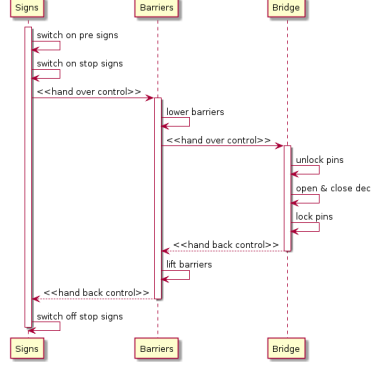 Signs Barriers Bridge
switch on pre signs
switch on stop signs
<<hand over control>>
lower barriers
<<hand over control>>
unlock pins
open & close dec
lock pins
<<hand back control>>
lift barriers
<<hand back control>>
switch off stop signs
Signs Barriers Bridge